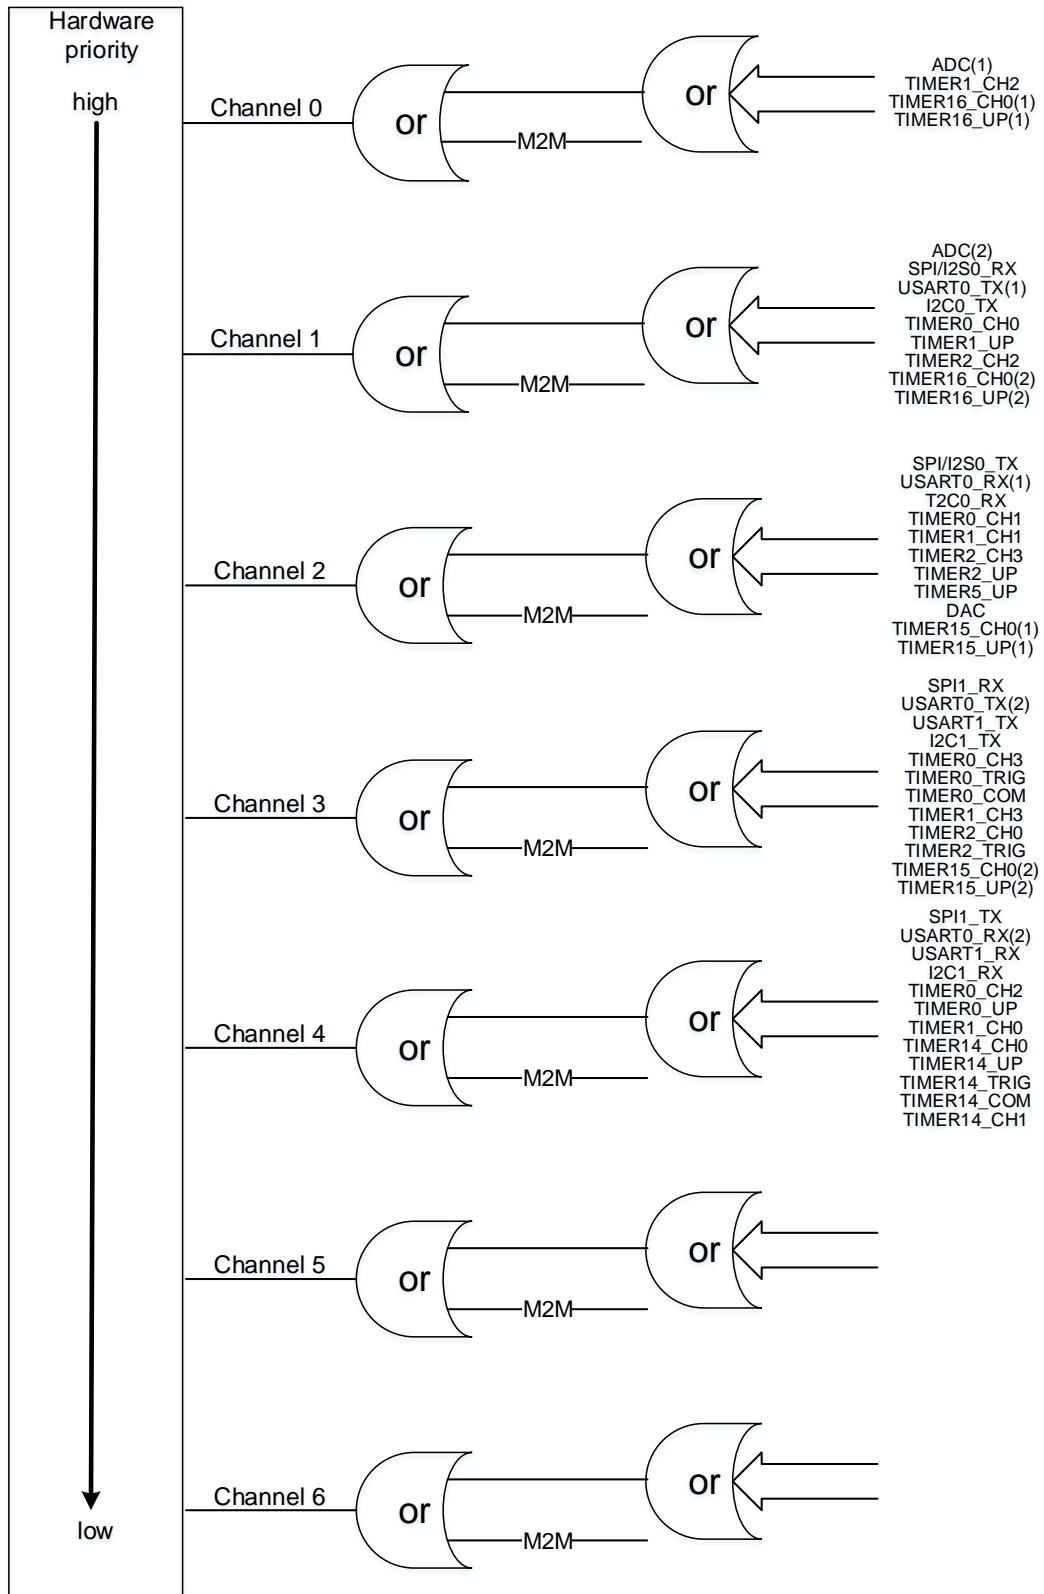 Hardware
priority
high
low
Channel 0
or
M2M
or
ADC(1)
TIMER1_CH2
TIMER16_CH0(1)
TIMER16_UP(1)
Channel 1
or
M2M
or
ADC(2)
SPI/I2S0_RX
USART0_TX(1)
I2C0_TX
TIMER0_CH0
TIMER1_UP
TIMER2_CH2
TIMER16_CH0(2)
TIMER16_UP(2)
Channel 2
or
M2M
or
SPI/I2S0_TX
USART0_RX(1)
T2C0_RX
TIMER0_CH1
TIMER1_CH1
TIMER2_CH3
TIMER2_UP
TIMER5_UP
DAC
TIMER15_CH0(1)
TIMER15_UP(1)
Channel 3
or
M2M
or
SPI1_RX
USART0_TX(2)
USART1_TX
I2C1_TX
TIMER0_CH3
TIMER0_TRIG
TIMER0_COM
TIMER1_CH3
TIMER2_CH0
TIMER2_TRIG
TIMER15_CH0(2)
TIMER15_UP(2)
Channel 4
or
M2M
or
SPI1_TX
USART0_RX(2)
USART1_RX
I2C1_RX
TIMER0_CH2
TIMER0_UP
TIMER1_CH0
TIMER14_CH0
TIMER14_UP
TIMER14_TRIG
TIMER14_COM
TIMER14_CH1
Channel 5
or
M2M
or
Channel 6
or
M2M
or